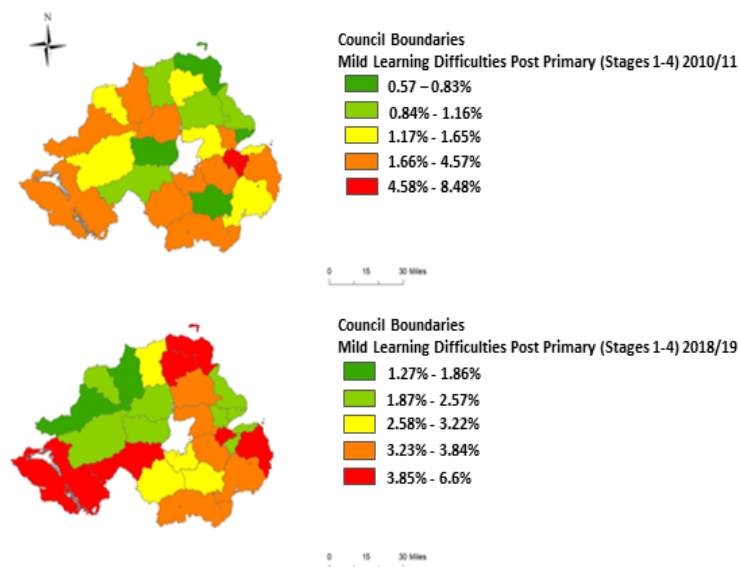 N
Council Boundaries
Mild Learning Difficulties Post Primary (Stages 1-4) 2010/11
0.57 – 0.83%
0.84% - 1.16%
1.17% - 1.65%
1.66% - 4.57%
4.58% - 8.48%
0 15 30 Miles
Council Boundaries
Mild Learning Difficulties Post Primary (Stages 1-4) 2018/19
1.27% - 1.86%
1.87% - 2.57%
2.58% - 3.22%
3.23% - 3.84%
3.85% - 6.6%
0 15 30 Miles